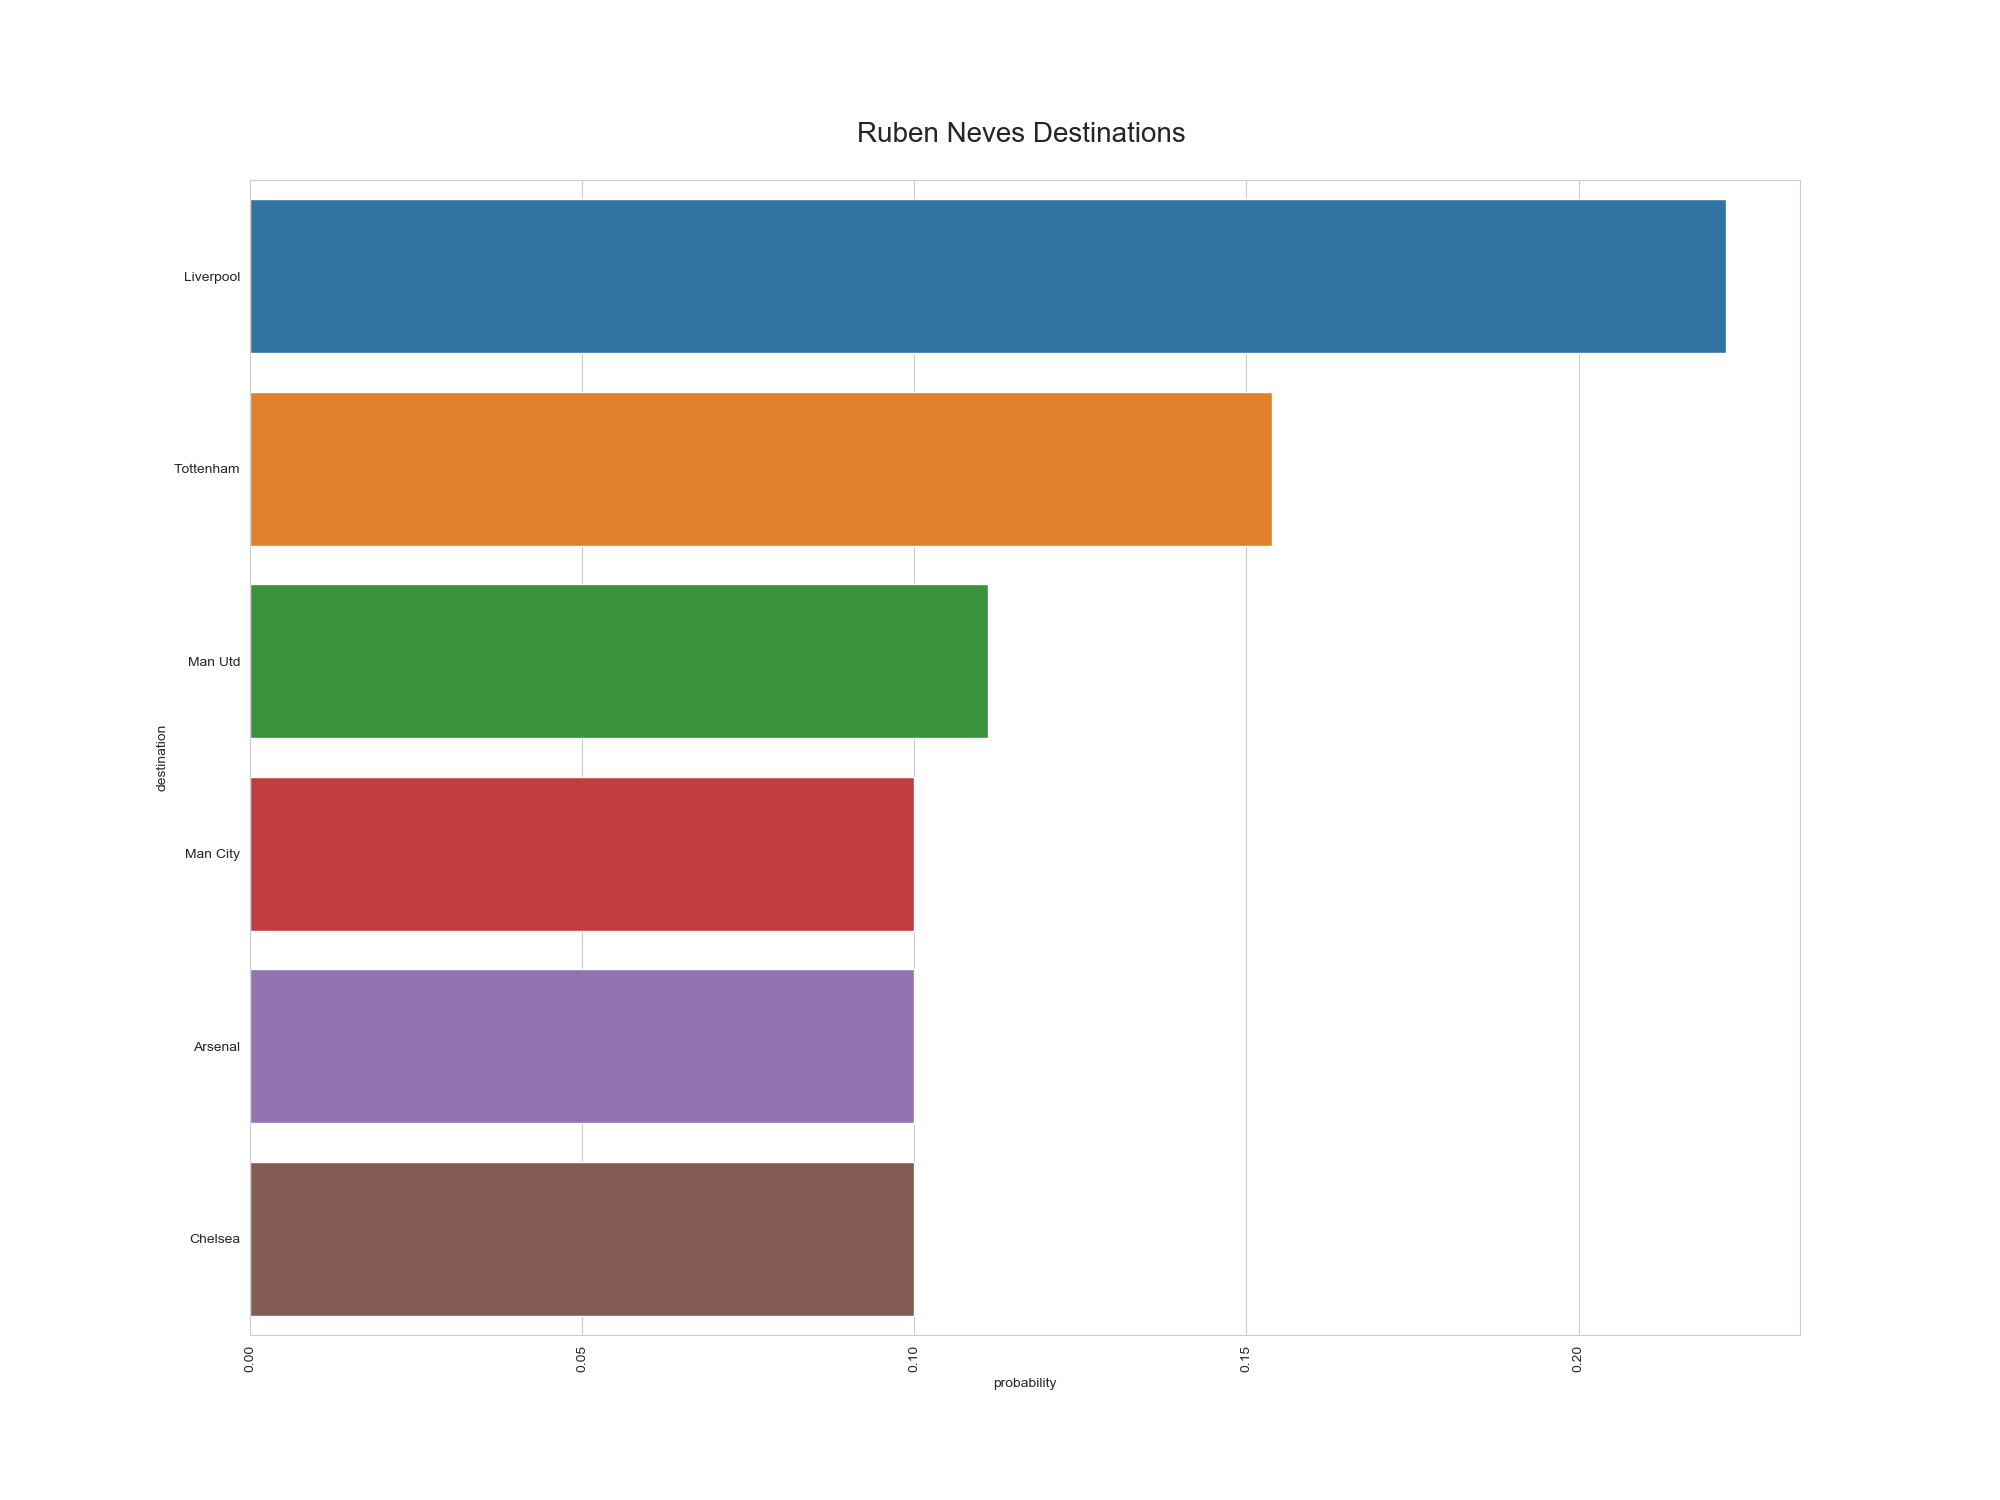 Ruben Neves Destinations
Liverpool
Tottenham
Man Utd
Man City
Arsenal
Chelsea
destination
0.00
0.05
0.10
0.15
0.20
probability